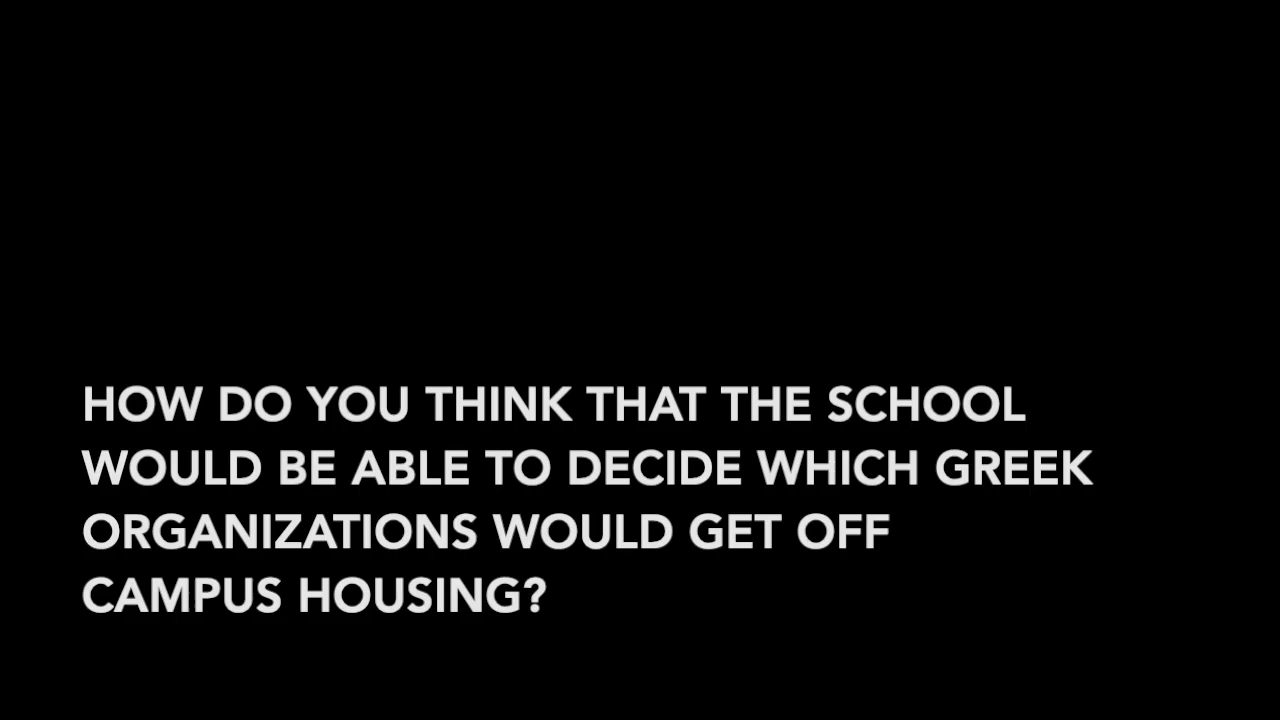 HOW DO YOU THINK THAT THE SCHOOL
WOULD BE ABLE TO DECIDE WHICH GREEK
ORGANIZATIONS WOULD GET OFF
CAMPUS HOUSING?